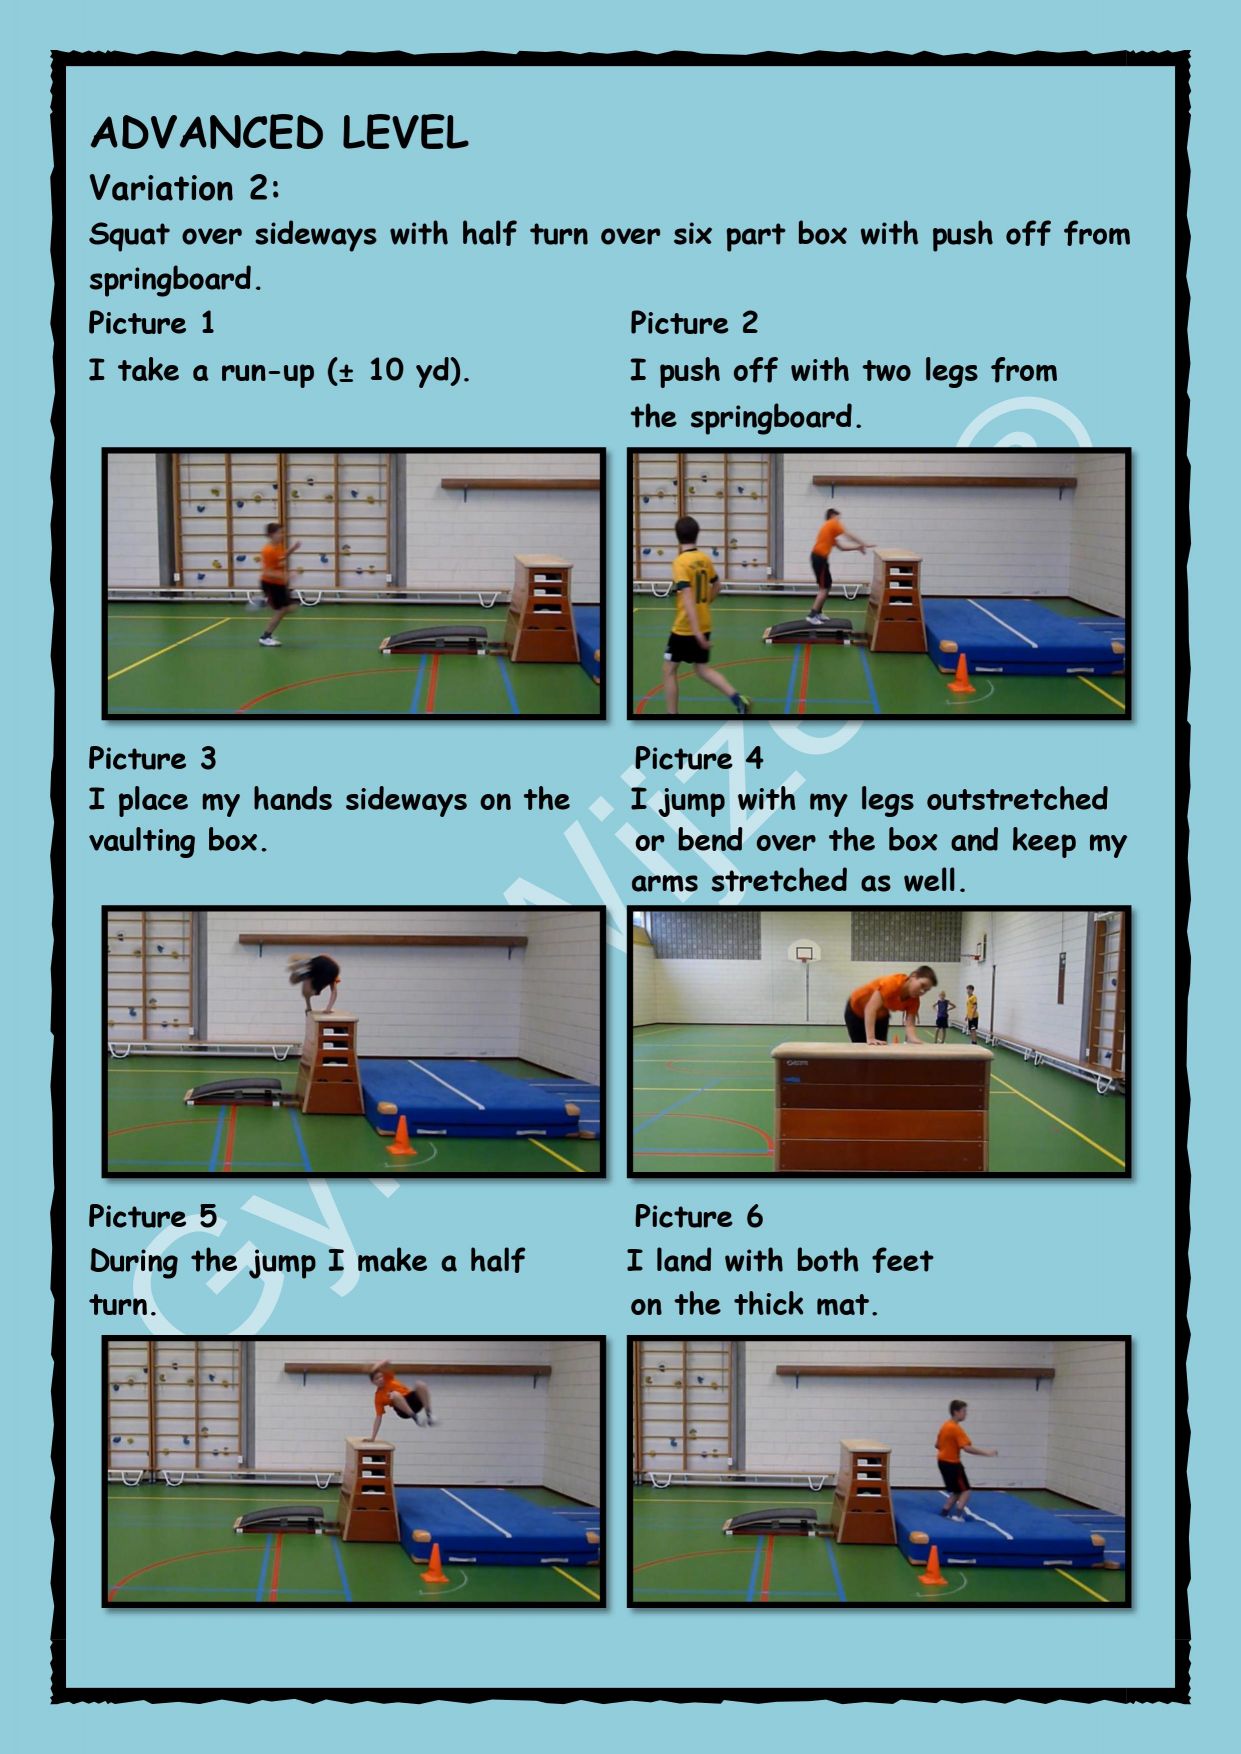 ADVANCED LEVEL
Variation 2:
Squat over sideways with half turn over six part box with push off from
springboard.
Picture 1
I take a run-up (± 10 yd).
Picture 2
I push off with two legs from
the springboard.
Picture 3
I place my hands sideways on the
vaulting box.
Picture 4
I jump with my legs outstretched
or bend over the box and keep my
arms stretched as well.
Picture 5
During the jump I make a half
turn.
Picture 6
I land with both feet
on the thick mat.
10